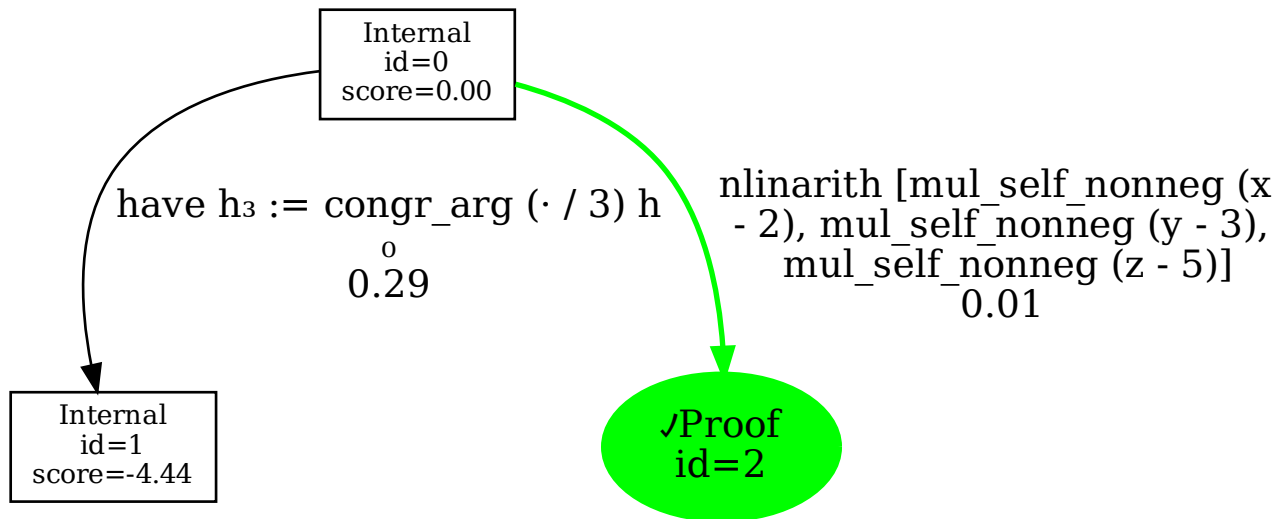 Internal
id=0
score=0.00
have h₃ := congr_arg (· / 3) h
₀
0.29
nlinarith [mul_self_nonneg (x
- 2), mul_self_nonneg (y - 3),
mul_self_nonneg (z - 5)]
0.01
Internal
id=1
score=-4.44
✓Proof
id=2